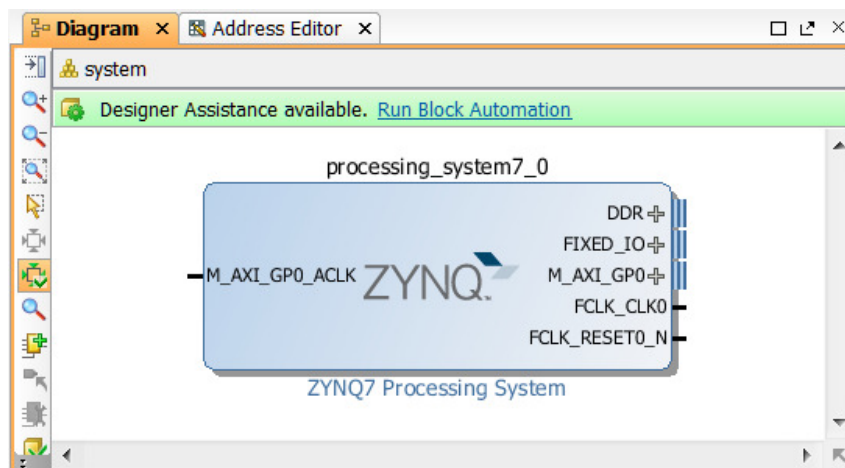 Diagram × Address Editor ×
system
Designer Assistance available. Run Block Automation
processing_system7_0
DDR
FIXED_IO
M_AXI_GP0_ACLK ZYNQ M_AXI_GP0
FCLK_CLK0
FCLK_RESET0_N
ZYNQ7 Processing System